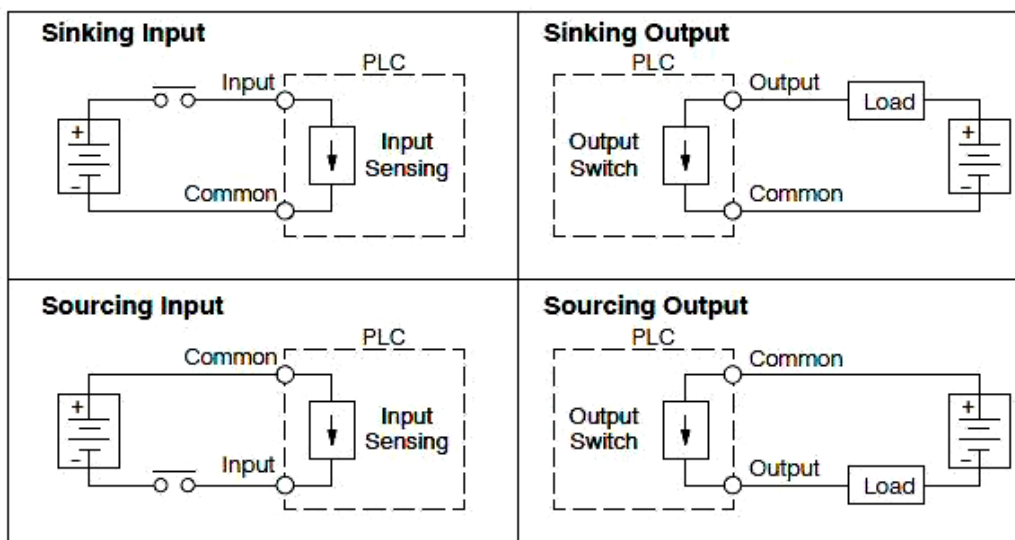 Sinking Input
PLC
Input
+
-
Input
Sensing
Common
Sinking Output
PLC
Output
Load
Output
Switch
+
-
Common
Sourcing Input
PLC
Common
+
-
Input
Sensing
Input
Sourcing Output
PLC
Common
Output
Switch
+
-
Output
Load